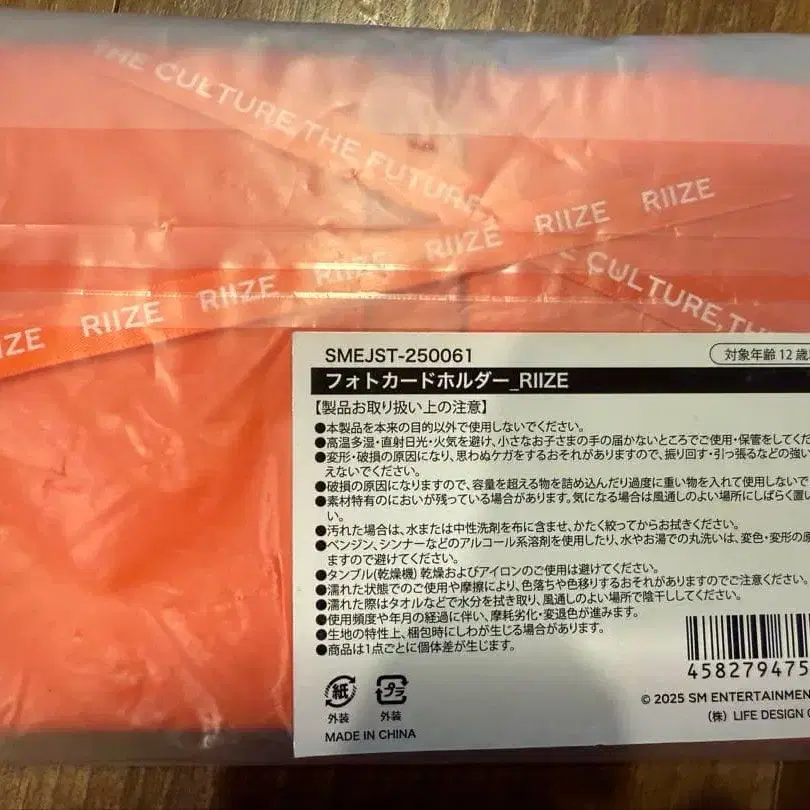 THE CULTURE, THE FUTURE,
RIIZE RIIZE RIIZE RIIZE RIIZE RIIZE
CULTURE, TH
SMEJST-250061
対象年齢12歳
フォトカードホルダー_RIIZE
【製品お取り扱い上の注意】
●本製品を本来の目的以外で使用しないでください。
●高温多湿・直射日光・火気を避け、小さなお子さまの手の届かないところでご使用・保管をしてくだ
●変形・破損の原因になり、思わぬケガをするおそれがありますので、振り回す・引っ張るなどの強い
えないでください。
●破損の原因になりますので、容量を超える物を詰め込んだり過度に重い物を入れて使用しないで
●素材特有のにおいが残っている場合があります。気になる場合は風通しのよい場所にしばらく置い
い。
●汚れた場合は、水または中性洗剤を布に含ませ、かたく絞ってからお拭きください。
●ベンジン、シンナーなどのアルコール系溶剤を使用したり、水やお湯での丸洗いは、変色・変形の原
ますので避けてください。
●タンブル(乾燥機) 乾燥およびアイロンのご使用は避けてください。
●濡れた状態でのご使用や摩擦により、色落ちや色移りするおそれがありますのでご注意ください。
●濡れた際はタオルなどで水分を拭き取り、風通しのよい場所で陰干ししてください。
●使用頻度や年月の経過に伴い、摩耗劣化・変退色が進みます。
●生地の特性上、梱包時にしわが生じる場合があります。
●商品は1点ごとに個体差が生じます。
紙 プラ
外装 外装
MADE IN CHINA
458279475
© 2025 SM ENTERTAINMEN
（株） LIFE DESIGN